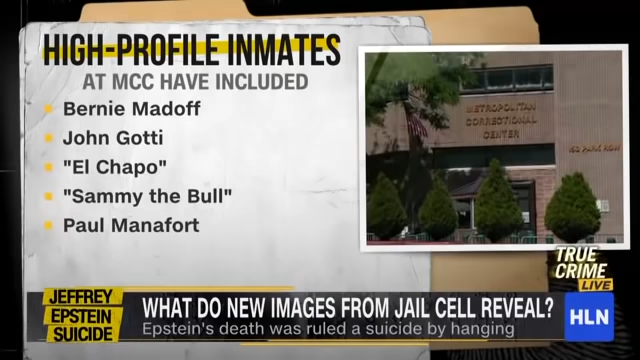 HIGH-PROFILE INMATES
AT MCC HAVE INCLUDED
Bernie Madoff
John Gotti
"El Chapo"
"Sammy the Bull"
Paul Manafort
METROPOLITAN
CORRECTIONAL
CENTER
150 PARK ROW
TRUE
CRIME
LIVE
JEFFREY
EPSTEIN
SUICIDE
WHAT DO NEW IMAGES FROM JAIL CELL REVEAL?
Epstein's death was ruled a suicide by hanging
HLN